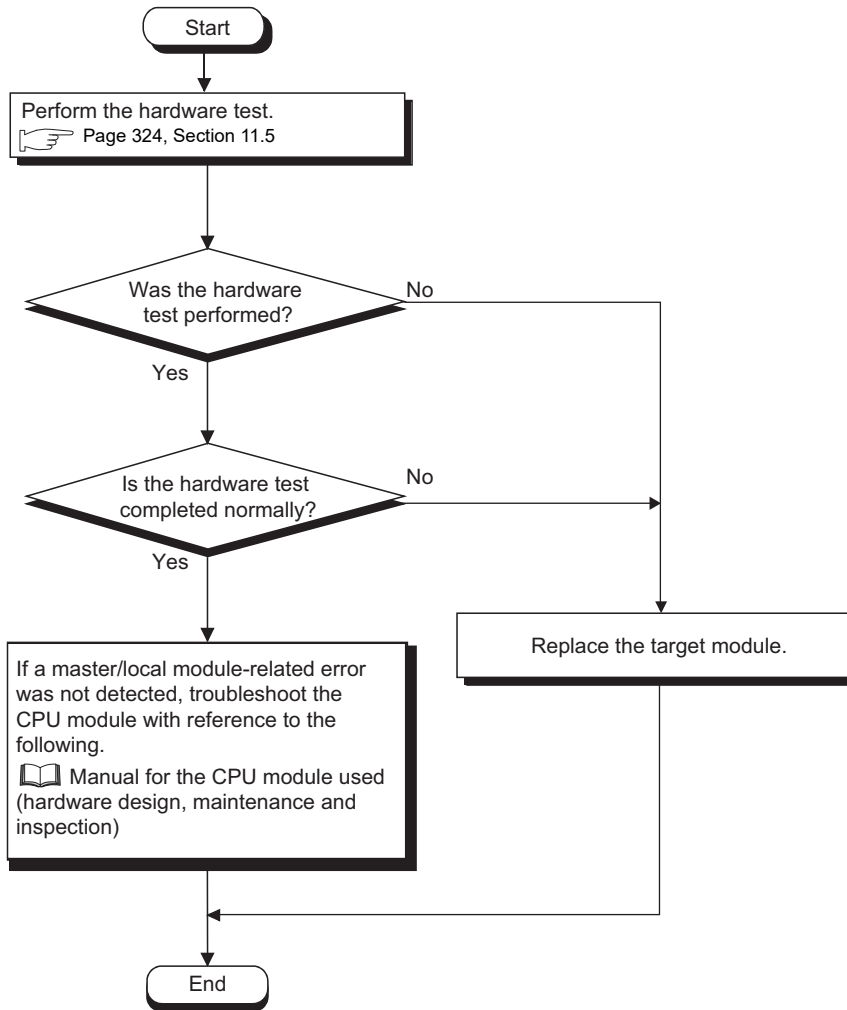 Start
Perform the hardware test.
Page 324, Section 11.5
Was the hardware
test performed?
No
Yes
Is the hardware test
completed normally?
No
Yes
If a master/local module-related error
was not detected, troubleshoot the
CPU module with reference to the
following.
Manual for the CPU module used
(hardware design, maintenance and
inspection)
Replace the target module.
End